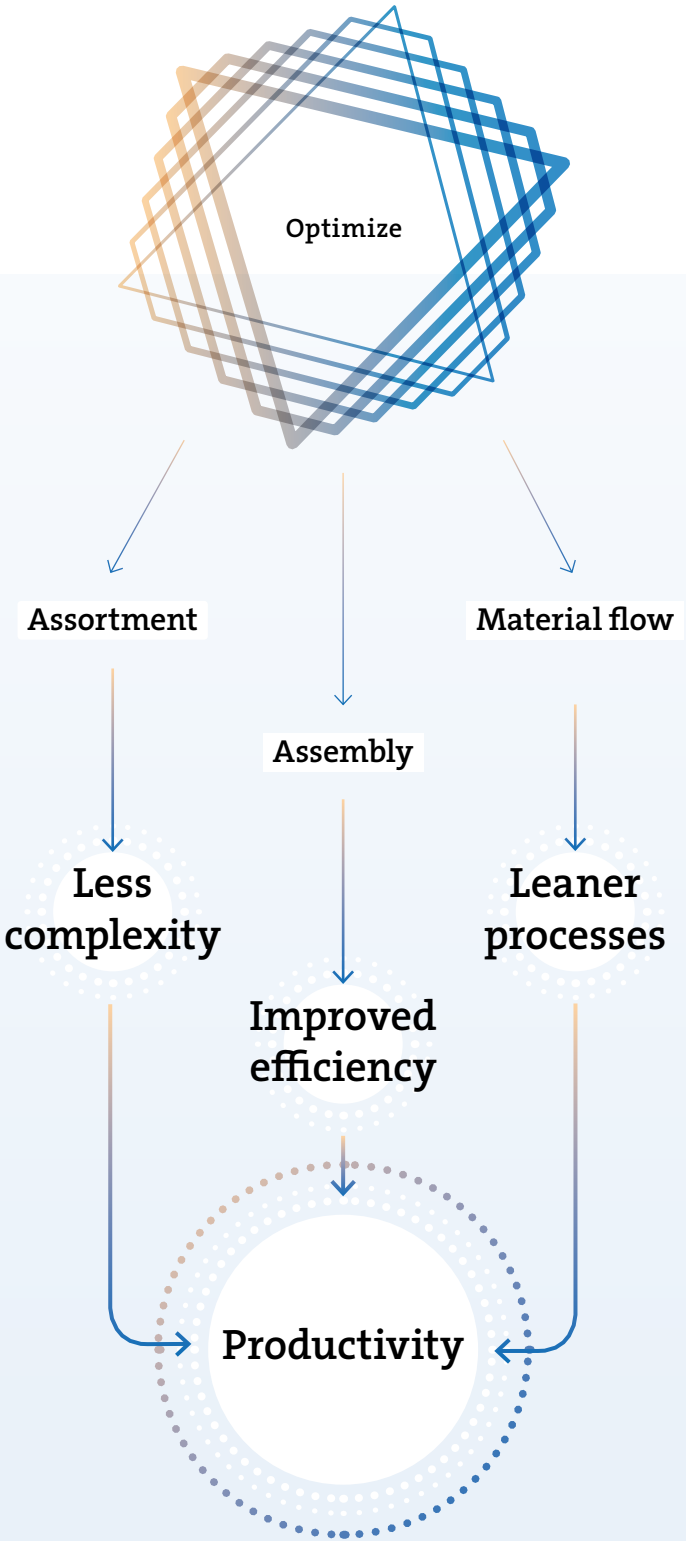 Optimize
Assortment
Material flow
Assembly
Less
complexity
Leaner
processes
Improved
efficiency
Productivity